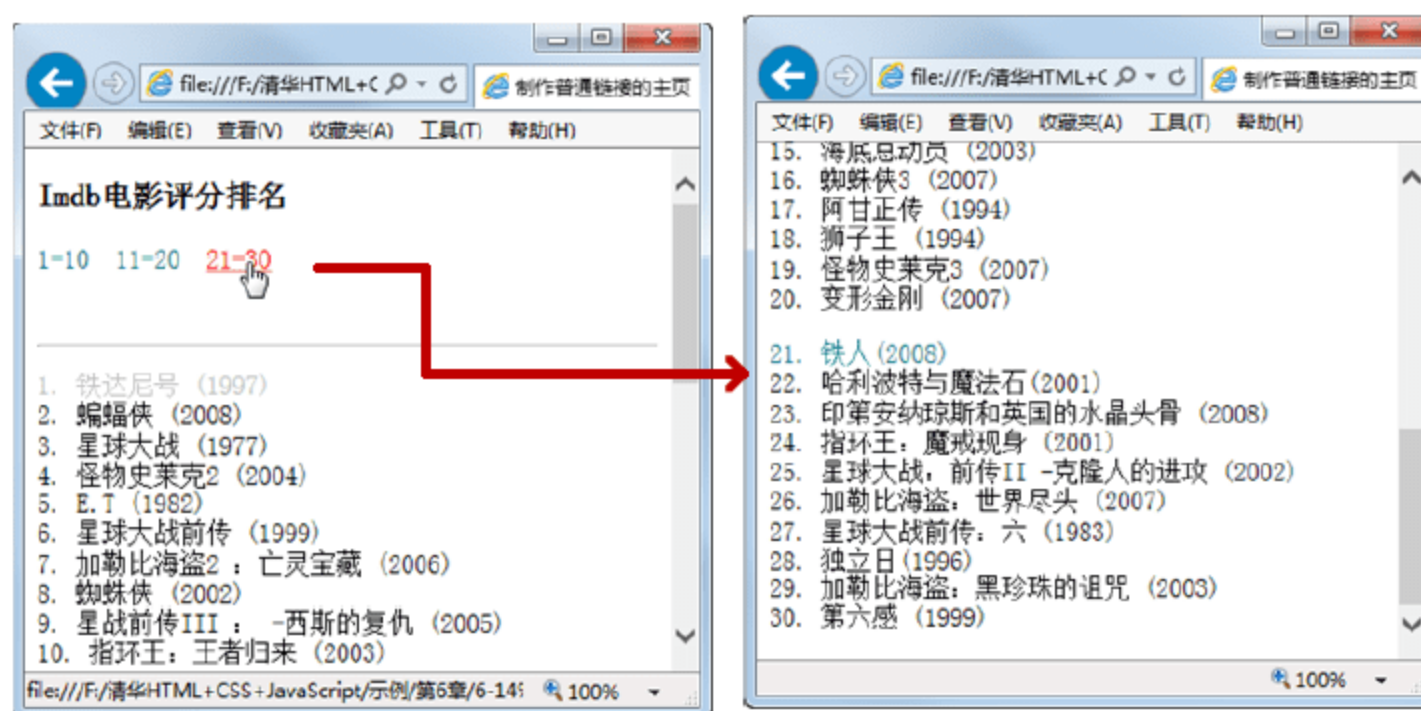 file:///F:/清华HTML+C
制作普通链接的主页
文件(F) 编辑(E) 查看(V) 收藏夹(A) 工具(T) 帮助(H)
Imdb电影评分排名
1-10 11-20 21-30
1. 铁达尼号 (1997)
2. 蝙蝠侠 (2008)
3. 星球大战 (1977)
4. 怪物史莱克2 (2004)
5. E.T (1982)
6. 星球大战前传 (1999)
7. 加勒比海盗2 : 亡灵宝藏 (2006)
8. 蜘蛛侠 (2002)
9. 星战前传III : -西斯的复仇 (2005)
10. 指环王: 王者归来 (2003)
file:///F:/清华HTML+CSS+JavaScript/示例/第6章/6-14
100%
file:///F:/清华HTML+C
制作普通链接的主页
文件(F) 编辑(E) 查看(V) 收藏夹(A) 工具(T) 帮助(H)
15. 海底总动员 (2003)
16. 蜘蛛侠3 (2007)
17. 阿甘正传 (1994)
18. 狮子王 (1994)
19. 怪物史莱克3 (2007)
20. 变形金刚 (2007)
21. 铁人(2008)
22. 哈利波特与魔法石(2001)
23. 印第安纳琼斯和英国的水晶头骨 (2008)
24. 指环王: 魔戒现身 (2001)
25. 星球大战, 前传II -克隆人的进攻 (2002)
26. 加勒比海盗: 世界尽头 (2007)
27. 星球大战前传: 六 (1983)
28. 独立日(1996)
29. 加勒比海盗: 黑珍珠的诅咒 (2003)
30. 第六感 (1999)
100%